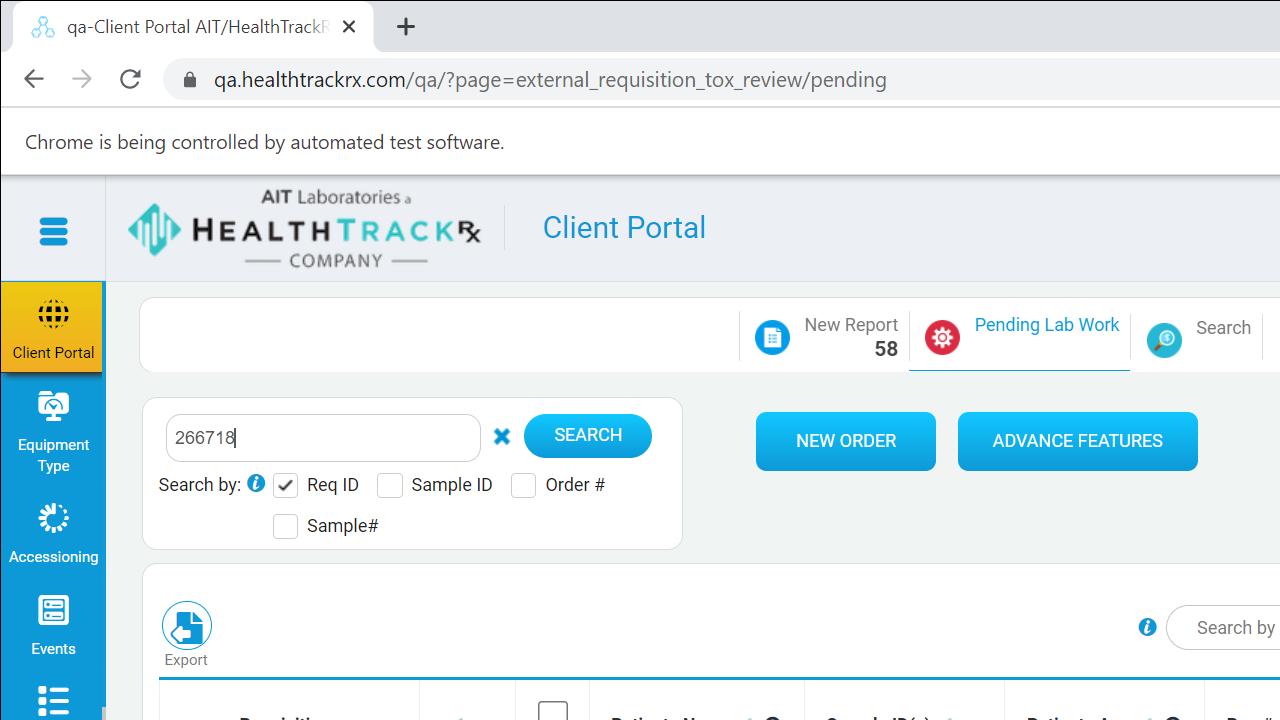 qa-Client Portal AIT/HealthTrackR
qa.healthtrackrx.com/qa/?page=external_requisition_tox_review/pending
Chrome is being controlled by automated test software.
AIT Laboratories a
HEALTHTRACKRx
COMPANY
Client Portal
Client Portal
New Report
58
Pending Lab Work
Search
266718
SEARCH
NEW ORDER
ADVANCE FEATURES
Equipment
Type
Search by:
Req ID
Sample ID
Order #
Sample#
Accessioning
Events
Export
Search by